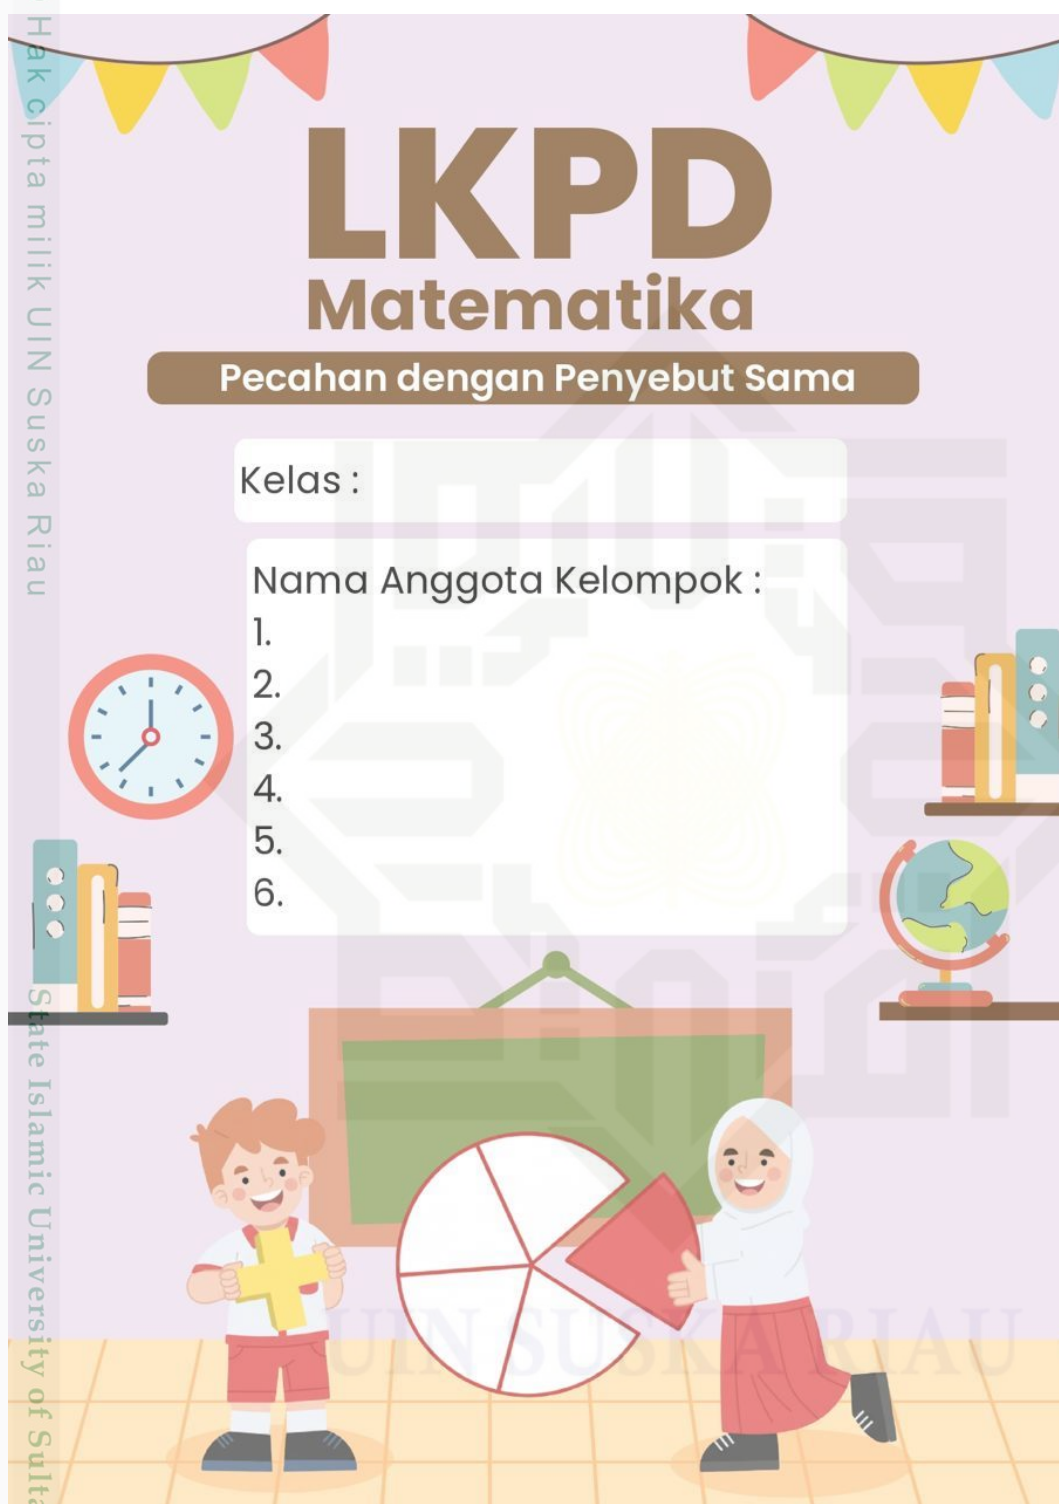 LKPD
Matematika
Pecahan dengan Penyebut Sama
Kelas :
Nama Anggota Kelompok :
1.
2.
3.
4.
5.
6.
Hak cipta milik UIN Suska Riau
State Islamic University of Sulta
UIN SUSKA RIAU